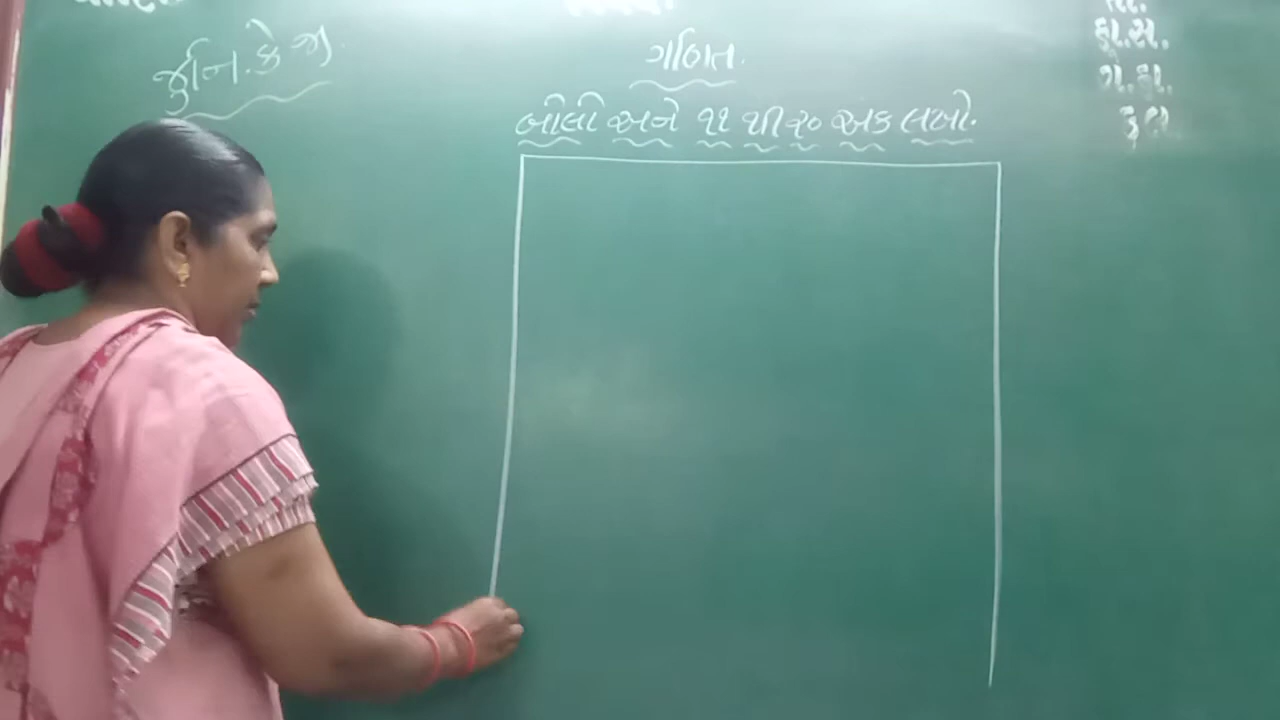 જુનિ. કે જી.
ગણિત.
બોલો અને ૧૧ થી ૨૦ અંક લખો.
હા.સ.
ગે.હા.
કુલ